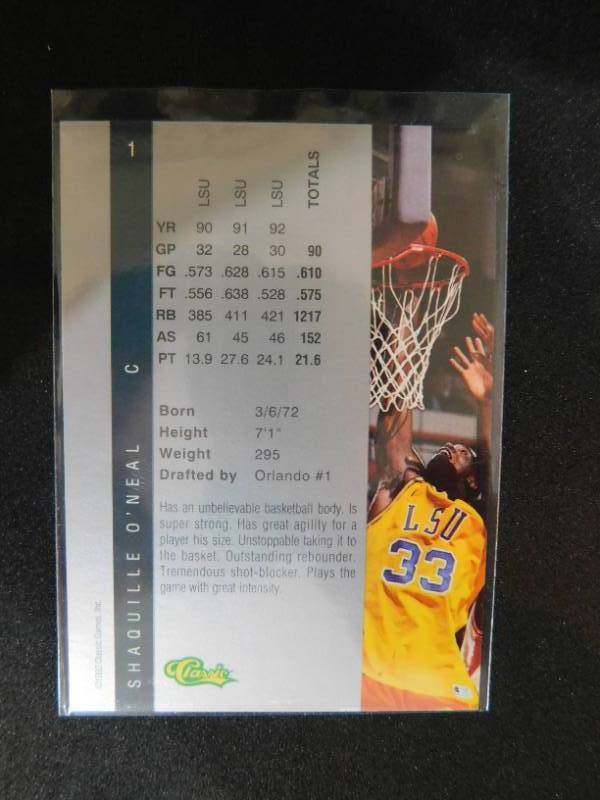 1
SHAQUILLE O'NEAL C
LSU LSU LSU TOTALS
YR 90 91 92
GP 32 28 30 90
FG .573 .628 .615 .610
FT .556 .638 .528 .575
RB 385 411 421 1217
AS 61 45 46 152
PT 13.9 27.6 24.1 21.6
Born 3/6/72
Height 7'1"
Weight 295
Drafted by Orlando #1
Has an unbelievable basketball body. Is
super strong. Has great agility for a
player his size. Unstoppable taking it to
the basket. Outstanding rebounder.
Tremendous shot-blocker. Plays the
game with great intensity.
Classic
©1992 Classic Games, Inc.
LSU
33